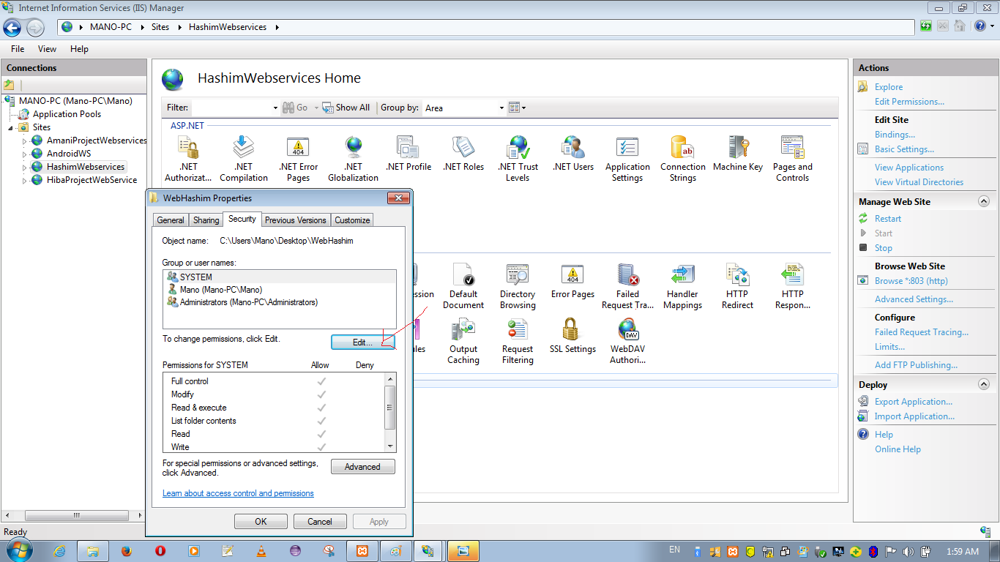 Internet Information Services (IIS) Manager
MANO-PC Sites HashimWebservices
File View Help
Connections
MANO-PC (Mano-PC\Mano)
Application Pools
Sites
AmaniProjectWebservices
AndroidWS
HashimWebservices
HibaProjectWebService
HashimWebservices Home
Filter: Go Show All Group by: Area
ASP.NET
.NET Authorizat...
.NET Compilation
.NET Error Pages
.NET Globalization
.NET Profile
.NET Roles
.NET Trust Levels
.NET Users
Application Settings
Connection Strings
Machine Key
Pages and Controls
ssion
Default Document
Directory Browsing
Error Pages
Failed Request Tra...
Handler Mappings
HTTP Redirect
HTTP Respon...
ules
Output Caching
Request Filtering
SSL Settings
WebDAV Authori...
WebHashim Properties
General Sharing Security Previous Versions Customize
Object name: C:\Users\Mano\Desktop\WebHashim
Group or user names:
SYSTEM
Mano (Mano-PC\Mano)
Administrators (Mano-PC\Administrators)
To change permissions, click Edit.
Edit...
Permissions for SYSTEM Allow Deny
Full control
Modify
Read & execute
List folder contents
Read
Write
For special permissions or advanced settings,
click Advanced.
Advanced
Learn about access control and permissions
OK Cancel Apply
Actions
Explore
Edit Permissions...
Edit Site
Bindings...
Basic Settings...
View Applications
View Virtual Directories
Manage Web Site
Restart
Start
Stop
Browse Web Site
Browse *:803 (http)
Advanced Settings...
Configure
Failed Request Tracing...
Limits...
Add FTP Publishing...
Deploy
Export Application...
Import Application...
Help
Online Help
Ready
EN
1:59 AM